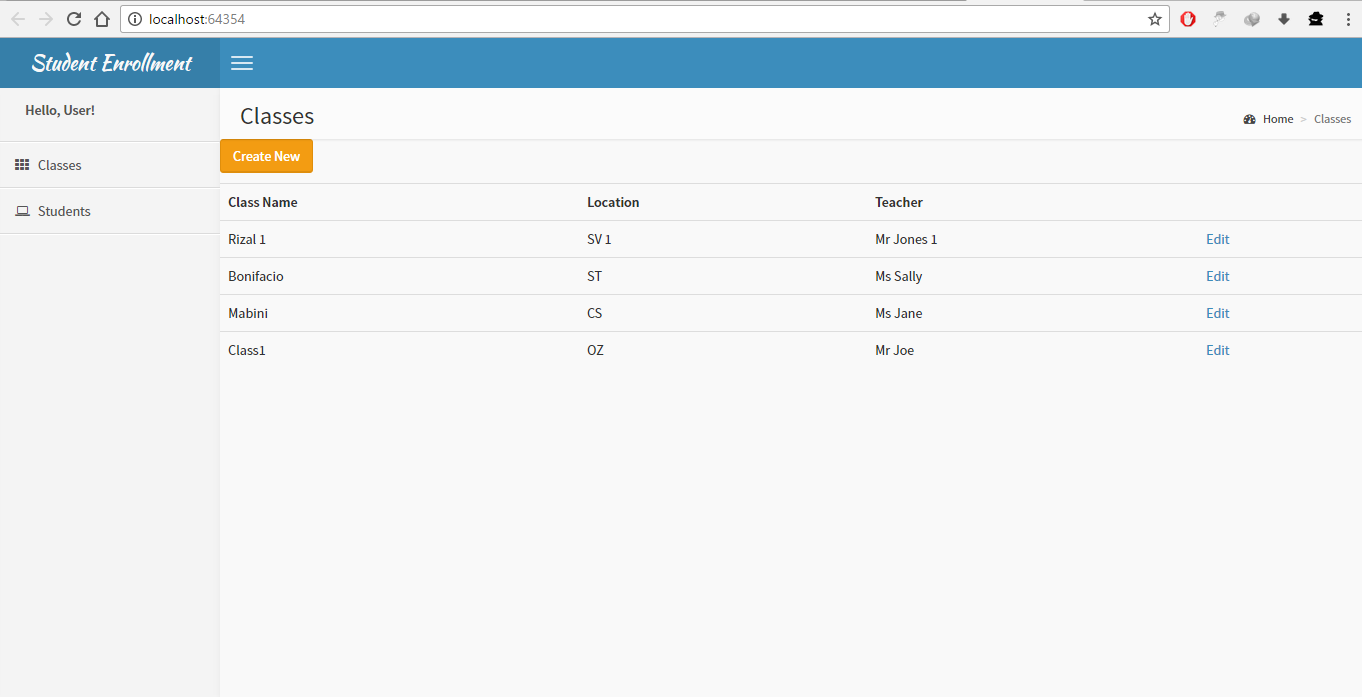 localhost:64354
Student Enrollment
Hello, User!
Classes
Students
Classes
Home > Classes
Create New
Class Name Location Teacher
Rizal 1 SV 1 Mr Jones 1 Edit
Bonifacio ST Ms Sally Edit
Mabini CS Ms Jane Edit
Class1 OZ Mr Joe Edit